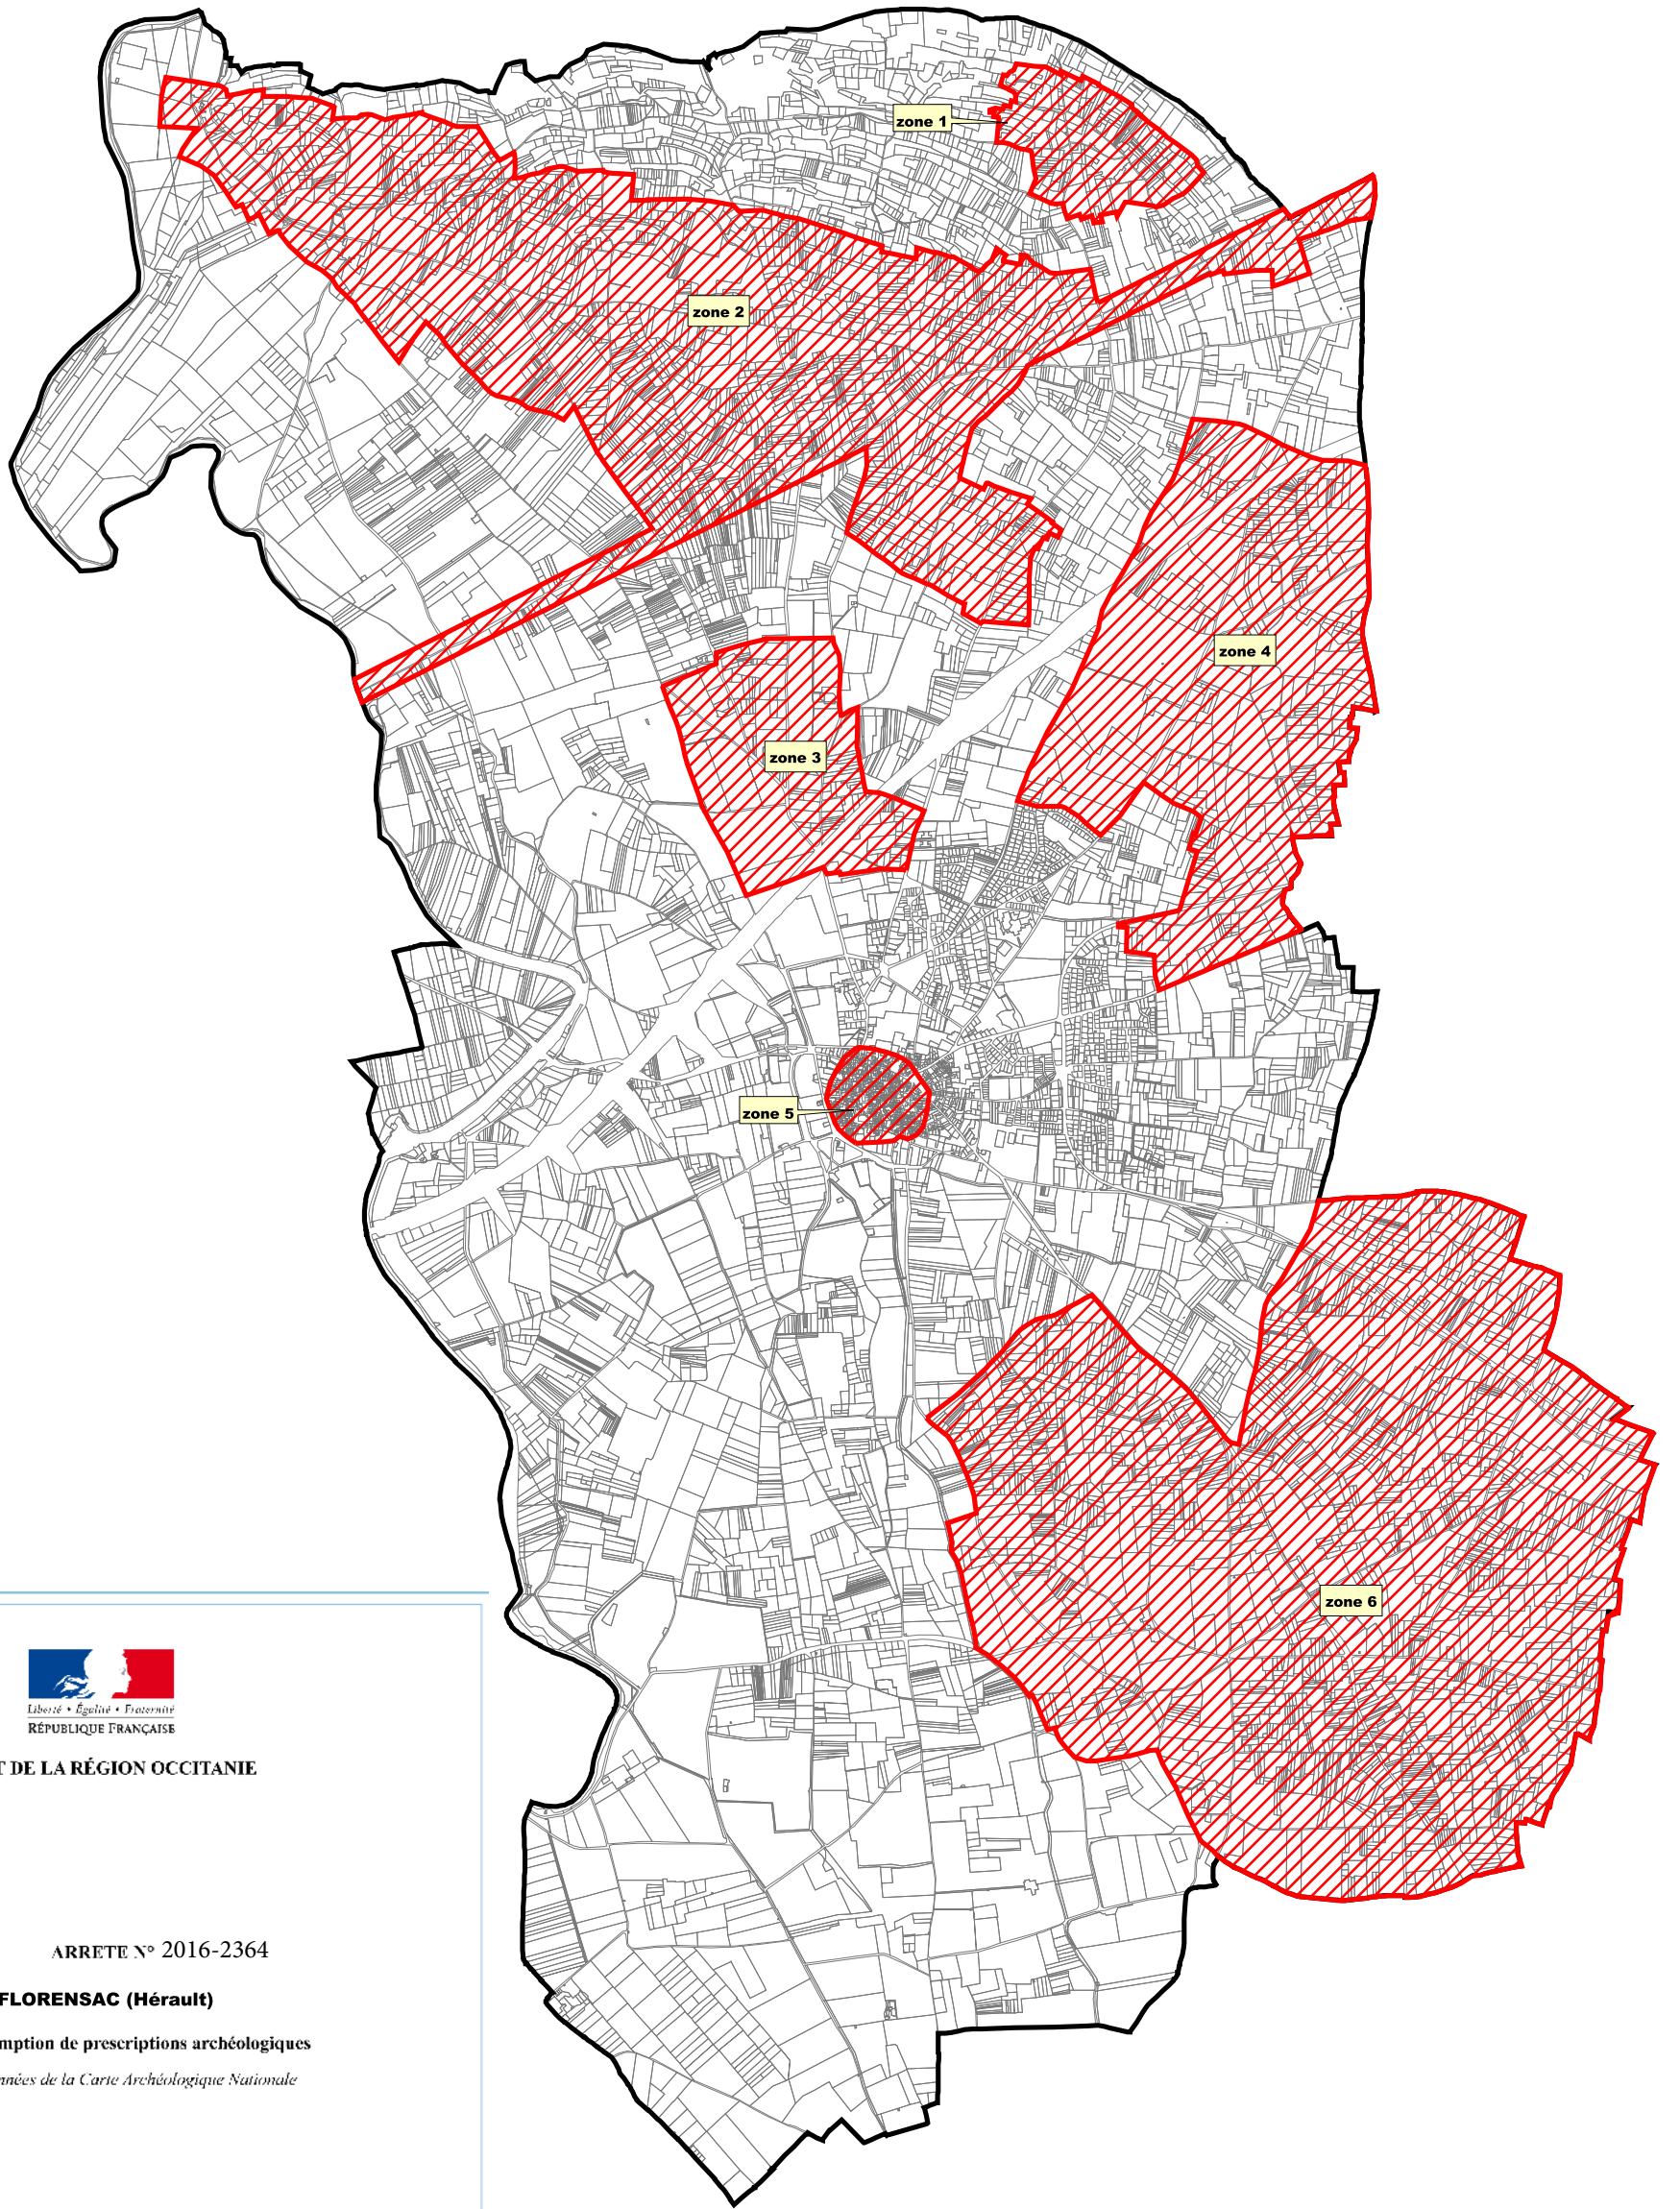 zone 1
zone 2
zone 4
zone 3
zone 5
zone 6
Liberté • Égalité • Fraternité
RÉPUBLIQUE FRANÇAISE
T DE LA RÉGION OCCITANIE
ARRETE N° 2016-2364
FLORENSAC (Hérault)
mption de prescriptions archéologiques
nnées de la Carte Archéologique Nationale